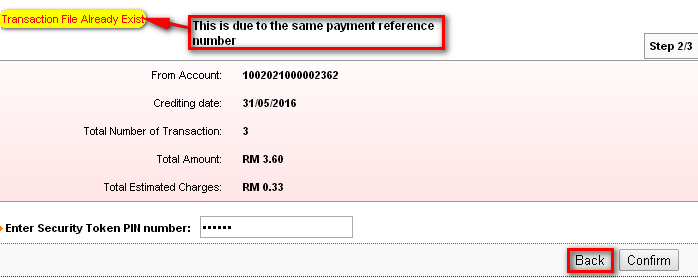 Transaction File Already Exist
This is due to the same payment reference
number
Step 2/3
From Account: 1002021000002362
Crediting date: 31/05/2016
Total Number of Transaction: 3
Total Amount: RM 3.60
Total Estimated Charges: RM 0.33
Enter Security Token PIN number: ••••••
Back Confirm